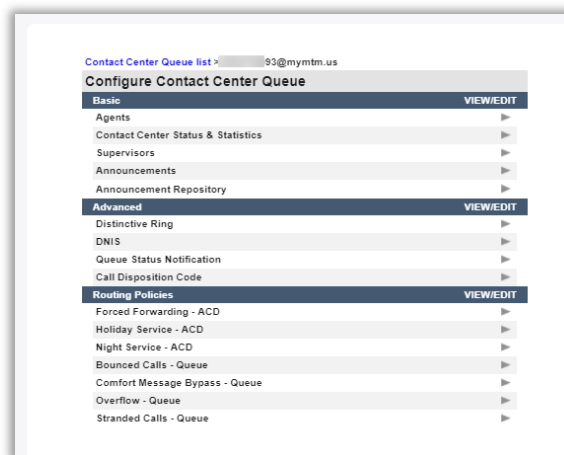 Contact Center Queue list > 93@mymtm.us
Configure Contact Center Queue
Basic VIEW/EDIT
Agents
Contact Center Status & Statistics
Supervisors
Announcements
Announcement Repository
Advanced VIEW/EDIT
Distinctive Ring
DNIS
Queue Status Notification
Call Disposition Code
Routing Policies VIEW/EDIT
Forced Forwarding - ACD
Holiday Service - ACD
Night Service - ACD
Bounced Calls - Queue
Comfort Message Bypass - Queue
Overflow - Queue
Stranded Calls - Queue